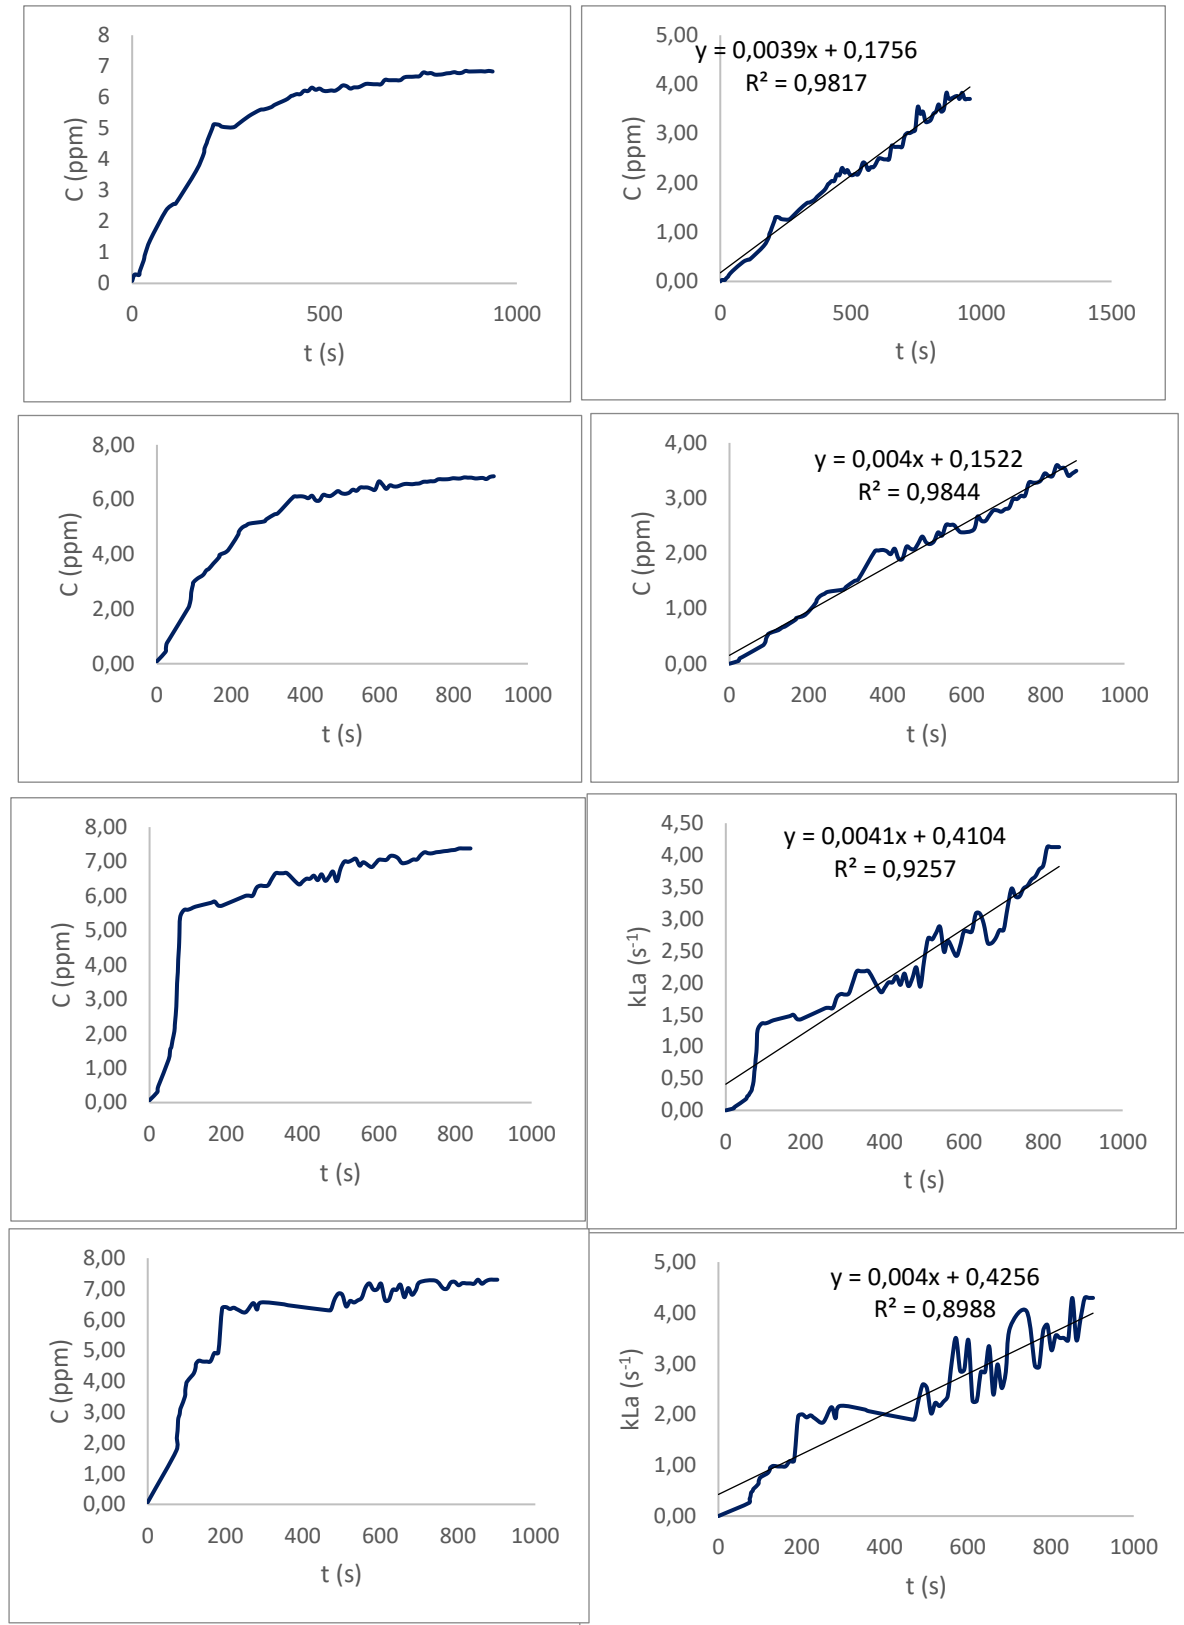 8
7
6
5
4
3
2
1
0
C (ppm)
0 500 1000
t (s)
5,00
4,00
3,00
2,00
1,00
0,00
C (ppm)
y = 0,0039x + 0,1756
R² = 0,9817
0 500 1000 1500
t (s)
8,00
6,00
4,00
2,00
0,00
C (ppm)
0 200 400 600 800 1000
t (s)
4,00
3,00
2,00
1,00
0,00
C (ppm)
y = 0,004x + 0,1522
R² = 0,9844
0 200 400 600 800 1000
t (s)
8,00
7,00
6,00
5,00
4,00
3,00
2,00
1,00
0,00
C (ppm)
0 200 400 600 800 1000
t (s)
4,50
4,00
3,50
3,00
2,50
2,00
1,50
1,00
0,50
0,00
kLa (s⁻¹)
y = 0,0041x + 0,4104
R² = 0,9257
0 200 400 600 800 1000
t (s)
8,00
7,00
6,00
5,00
4,00
3,00
2,00
1,00
0,00
C (ppm)
0 200 400 600 800 1000
t (s)
5,00
4,00
3,00
2,00
1,00
0,00
kLa (s⁻¹)
y = 0,004x + 0,4256
R² = 0,8988
0 200 400 600 800 1000
t (s)